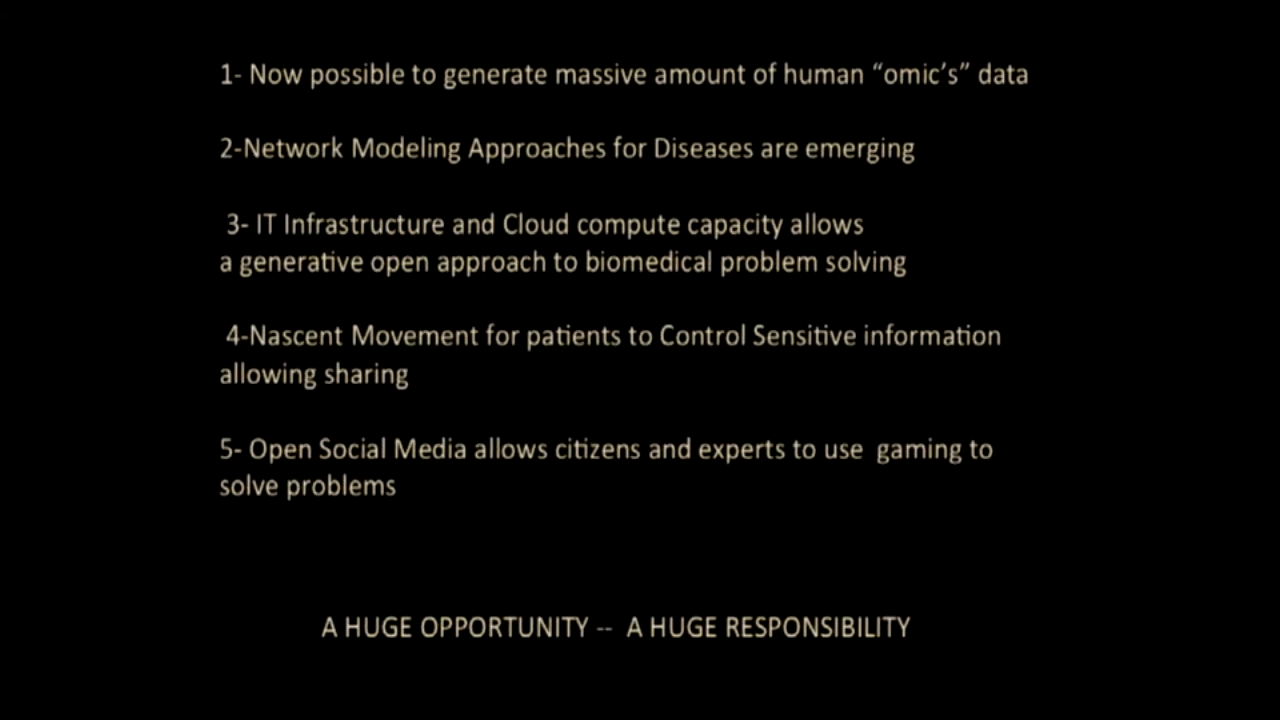 1- Now possible to generate massive amount of human “omic’s” data
2-Network Modeling Approaches for Diseases are emerging
3- IT Infrastructure and Cloud compute capacity allows
a generative open approach to biomedical problem solving
4-Nascent Movement for patients to Control Sensitive information
allowing sharing
5- Open Social Media allows citizens and experts to use  gaming to
solve problems
A HUGE OPPORTUNITY --  A HUGE RESPONSIBILITY